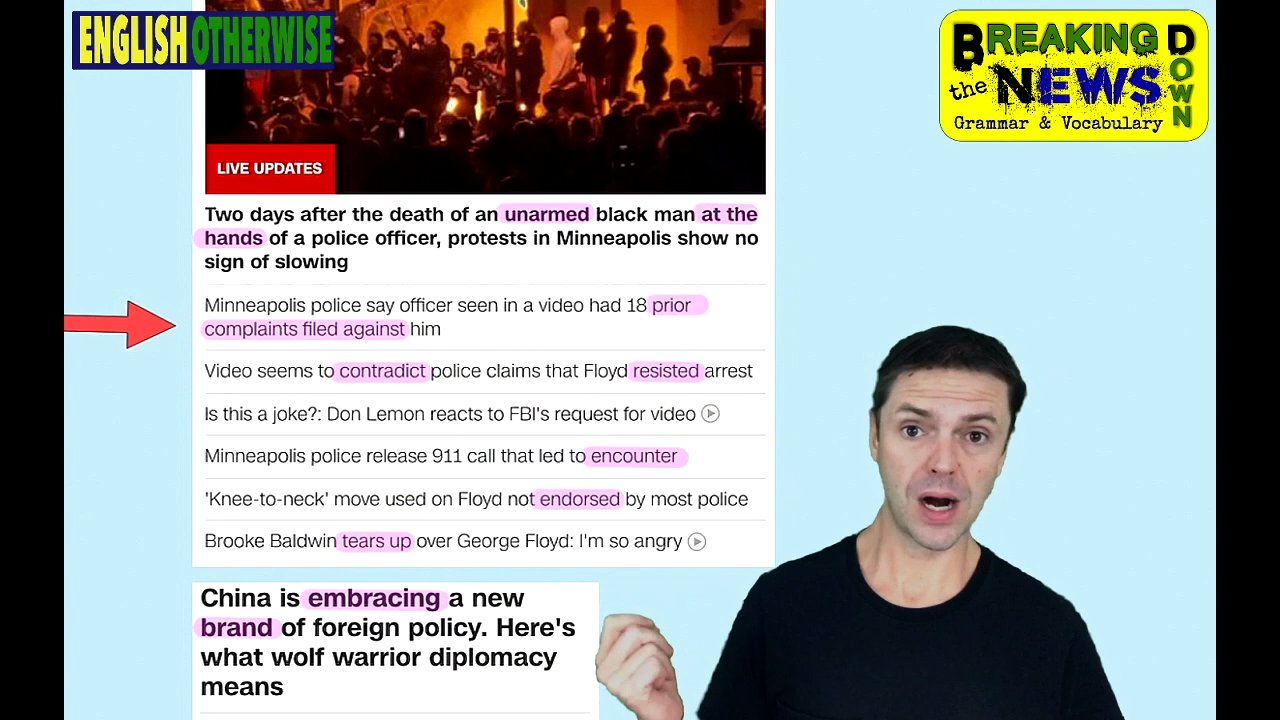 ENGLISH OTHERWISE
BREAKING DOWN
the NEWS
Grammar & Vocabulary
LIVE UPDATES
Two days after the death of an unarmed black man at the
hands of a police officer, protests in Minneapolis show no
sign of slowing
Minneapolis police say officer seen in a video had 18 prior
complaints filed against him
Video seems to contradict police claims that Floyd resisted arrest
Is this a joke?: Don Lemon reacts to FBI's request for video
Minneapolis police release 911 call that led to encounter
'Knee-to-neck' move used on Floyd not endorsed by most police
Brooke Baldwin tears up over George Floyd: I'm so angry
China is embracing a new
brand of foreign policy. Here's
what wolf warrior diplomacy
means